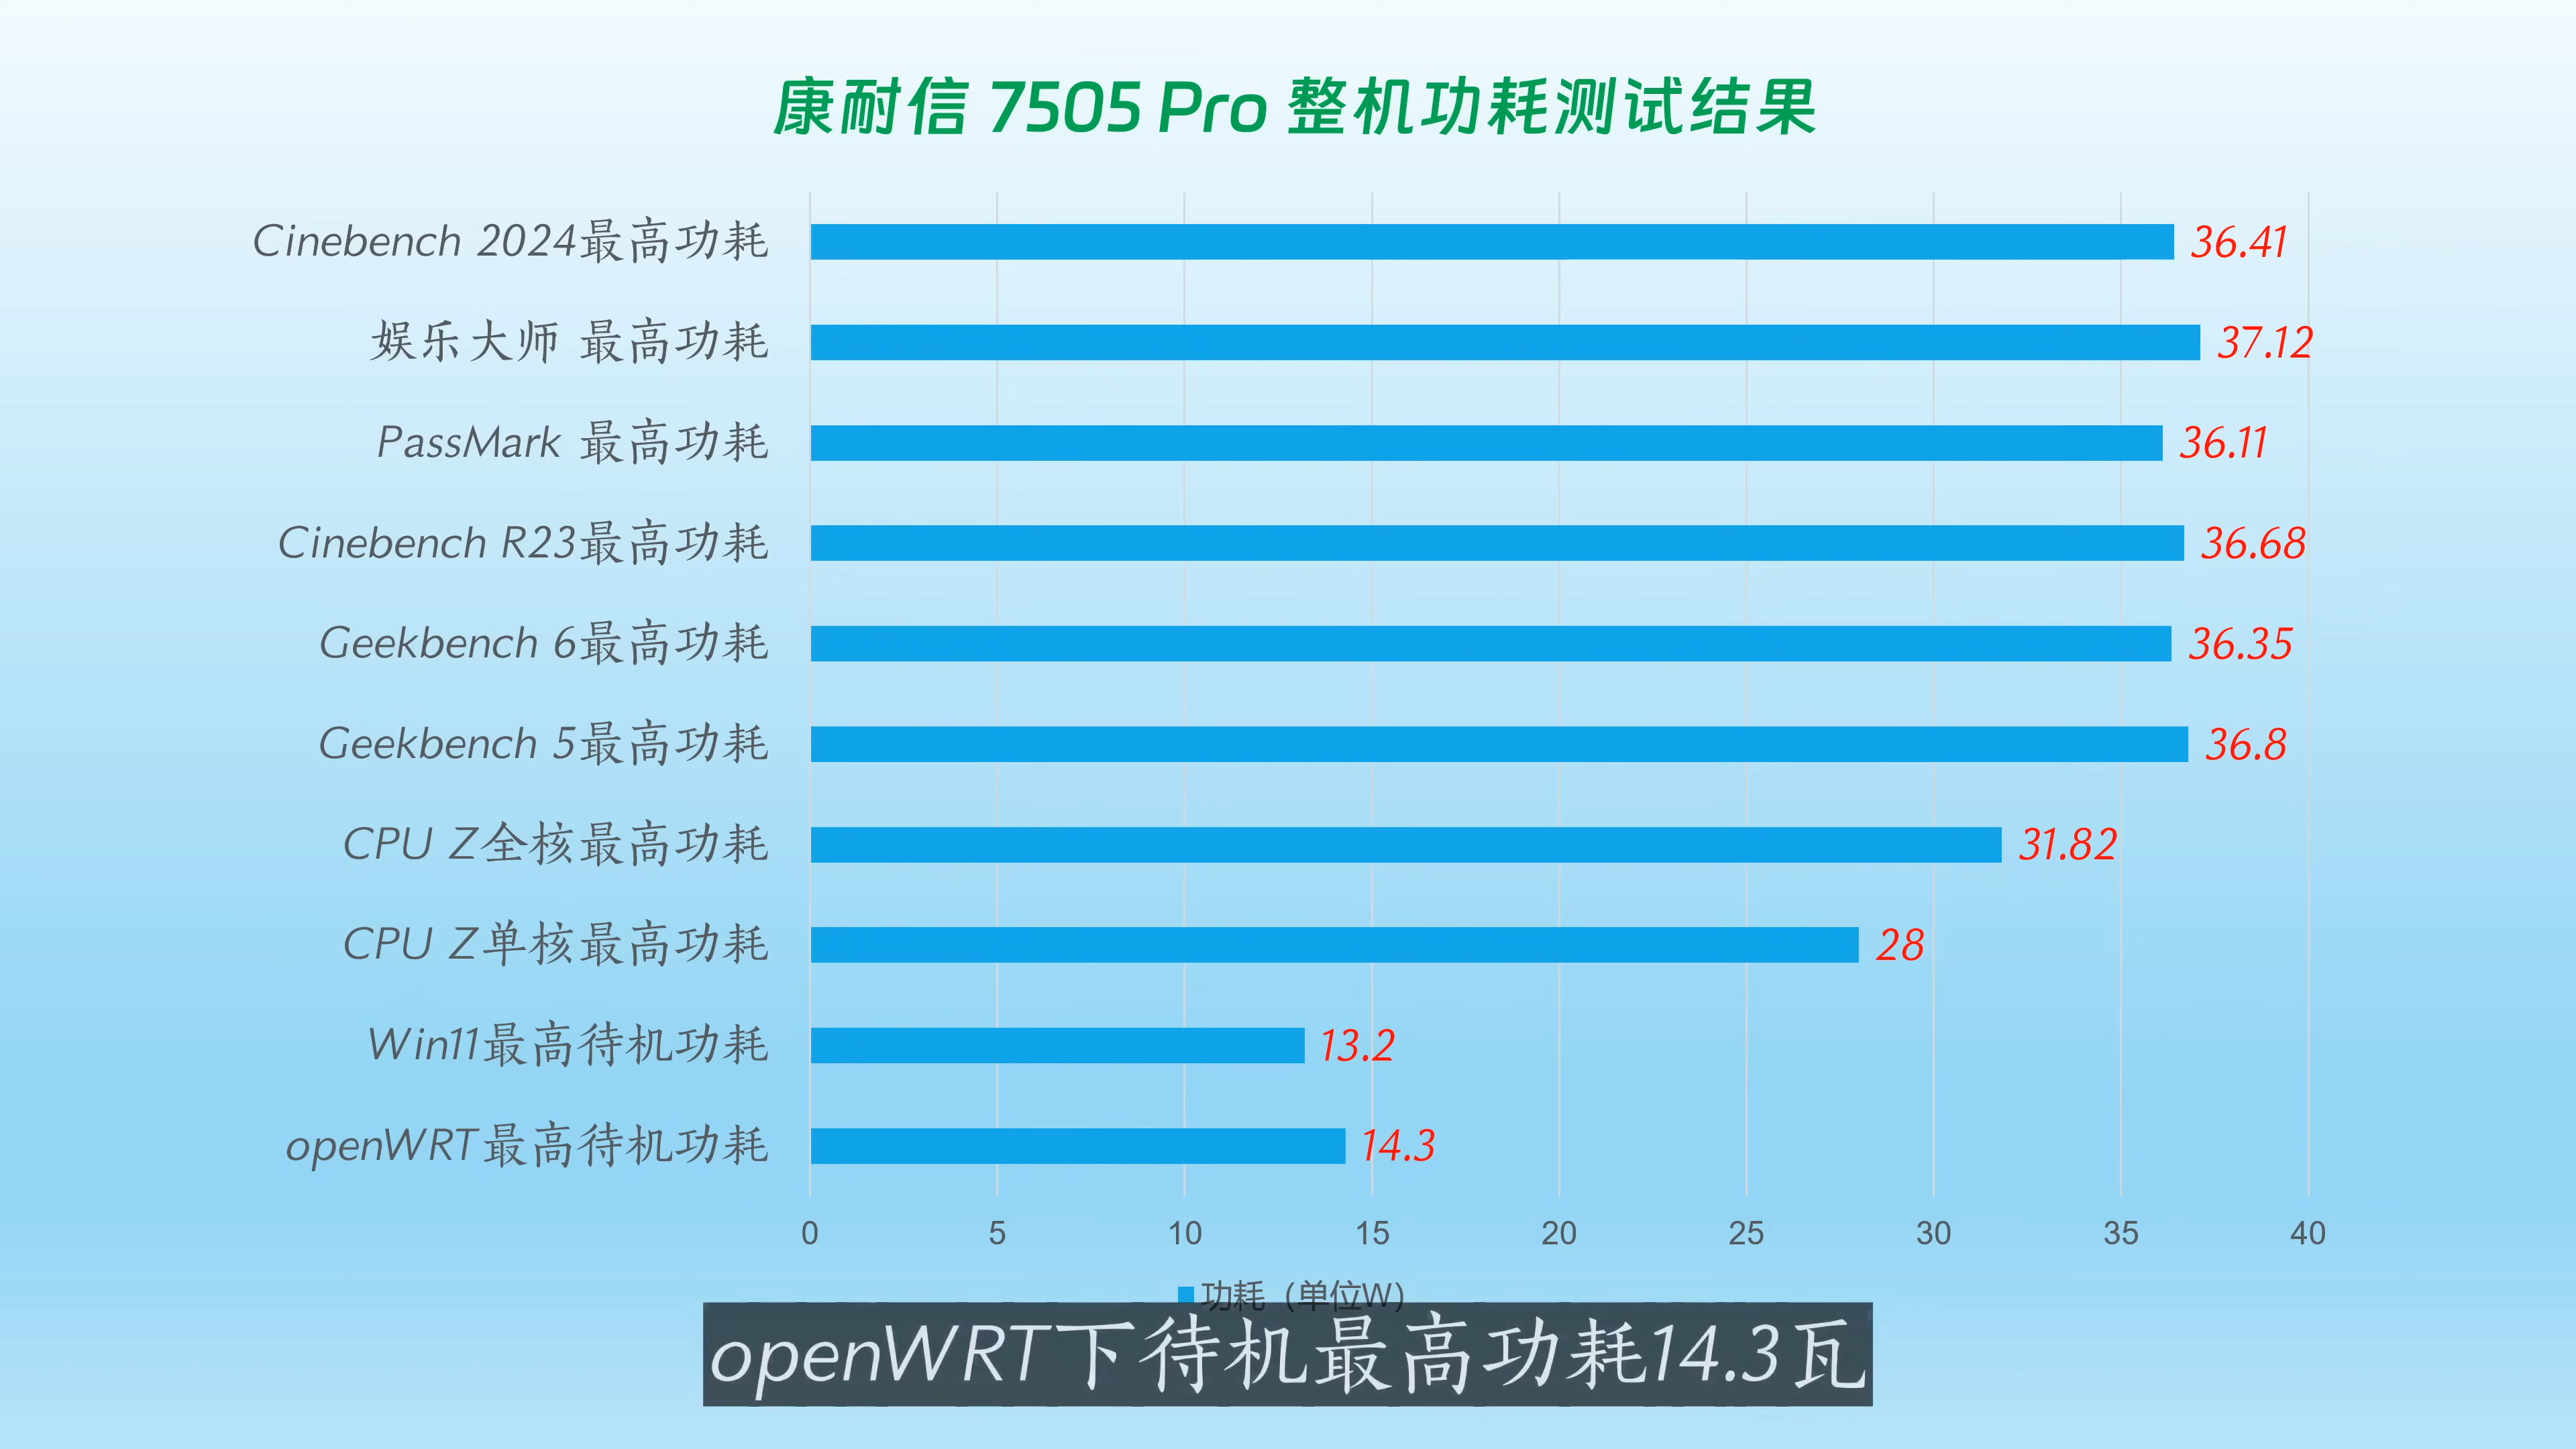 康耐信 7505 Pro 整机功耗测试结果
Cinebench 2024最高功耗 36.41
娱乐大师 最高功耗 37.12
PassMark 最高功耗 36.11
Cinebench R23最高功耗 36.68
Geekbench 6最高功耗 36.35
Geekbench 5最高功耗 36.8
CPU Z全核最高功耗 31.82
CPU Z单核最高功耗 28
Win11最高待机功耗 13.2
openWRT最高待机功耗 14.3
0 5 10 15 20 25 30 35 40
功耗（单位W）
openWRT下待机最高功耗14.3瓦